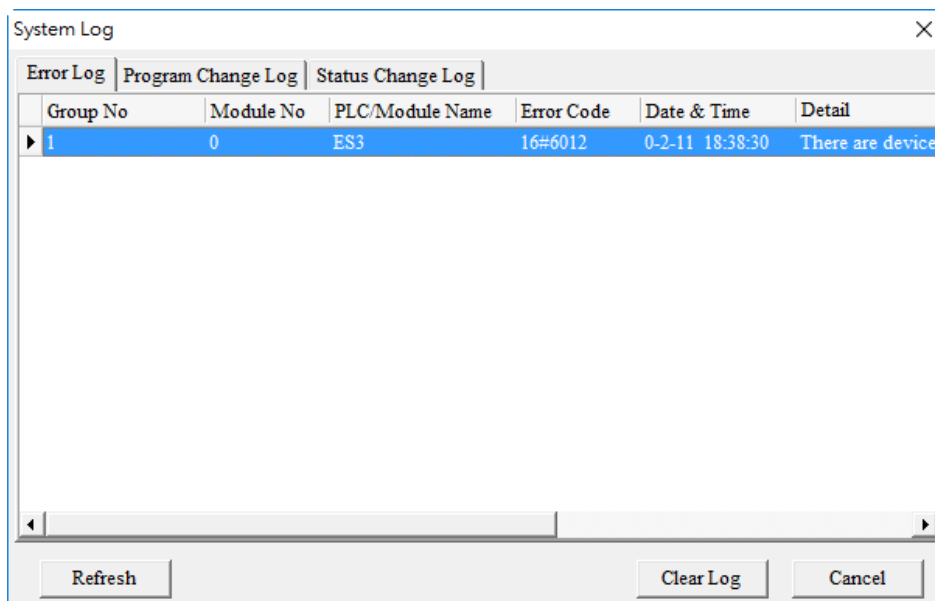 System Log
Error Log Program Change Log Status Change Log
Group No Module No PLC/Module Name Error Code Date & Time Detail
1 0 ES3 16#6012 0-2-11 18:38:30 There are device
Refresh Clear Log Cancel